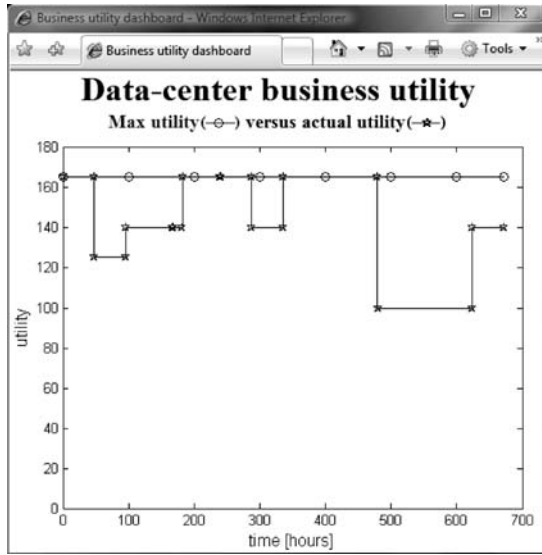 Business utility dashboard - Windows Internet Explorer
Business utility dashboard
Tools
Data-center business utility
Max utility(-o-) versus actual utility(-☆-)
180
160
140
120
100
80
60
40
20
0
utility
0 100 200 300 400 500 600 700
time [hours]